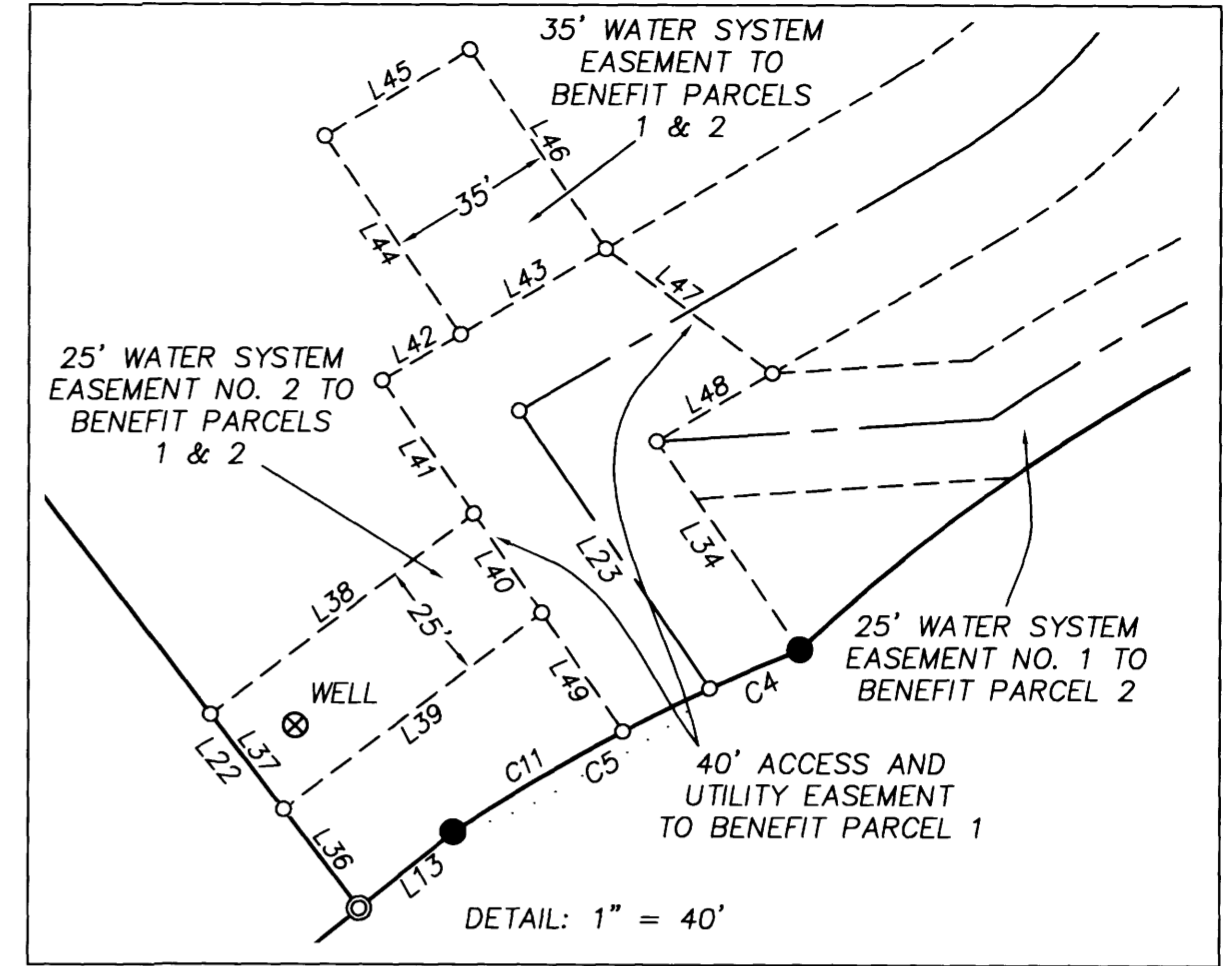 35' WATER SYSTEM
EASEMENT TO
BENEFIT PARCELS
1 & 2
L45
L46
35'
L44
L43
L47
L42
25' WATER SYSTEM
EASEMENT NO. 2 TO
BENEFIT PARCELS
1 & 2
L48
L41
L34
L23
L40
L38
25'
25' WATER SYSTEM
EASEMENT NO. 1 TO
BENEFIT PARCEL 2
L49
C4
WELL
L39
L37
L22
C11
C5
40' ACCESS AND
UTILITY EASEMENT
TO BENEFIT PARCEL 1
L36
L13
DETAIL: 1" = 40'